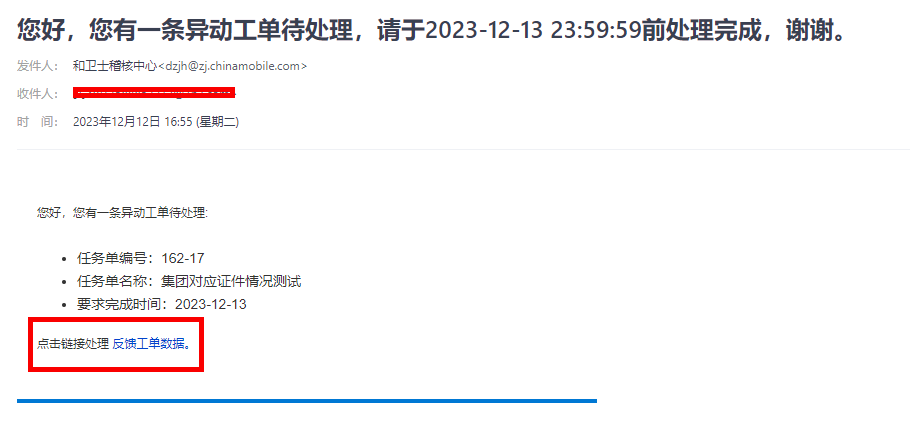 您好，您有一条异动工单待处理，请于2023-12-13 23:59:59前处理完成，谢谢。
发件人： 和卫士稽核中心<dzjh@zj.chinamobile.com>
收件人：
时 间： 2023年12月12日 16:55 (星期二)
您好，您有一条异动工单待处理:
• 任务单编号：162-17
• 任务单名称：集团对应证件情况测试
• 要求完成时间：2023-12-13
点击链接处理 反馈工单数据。